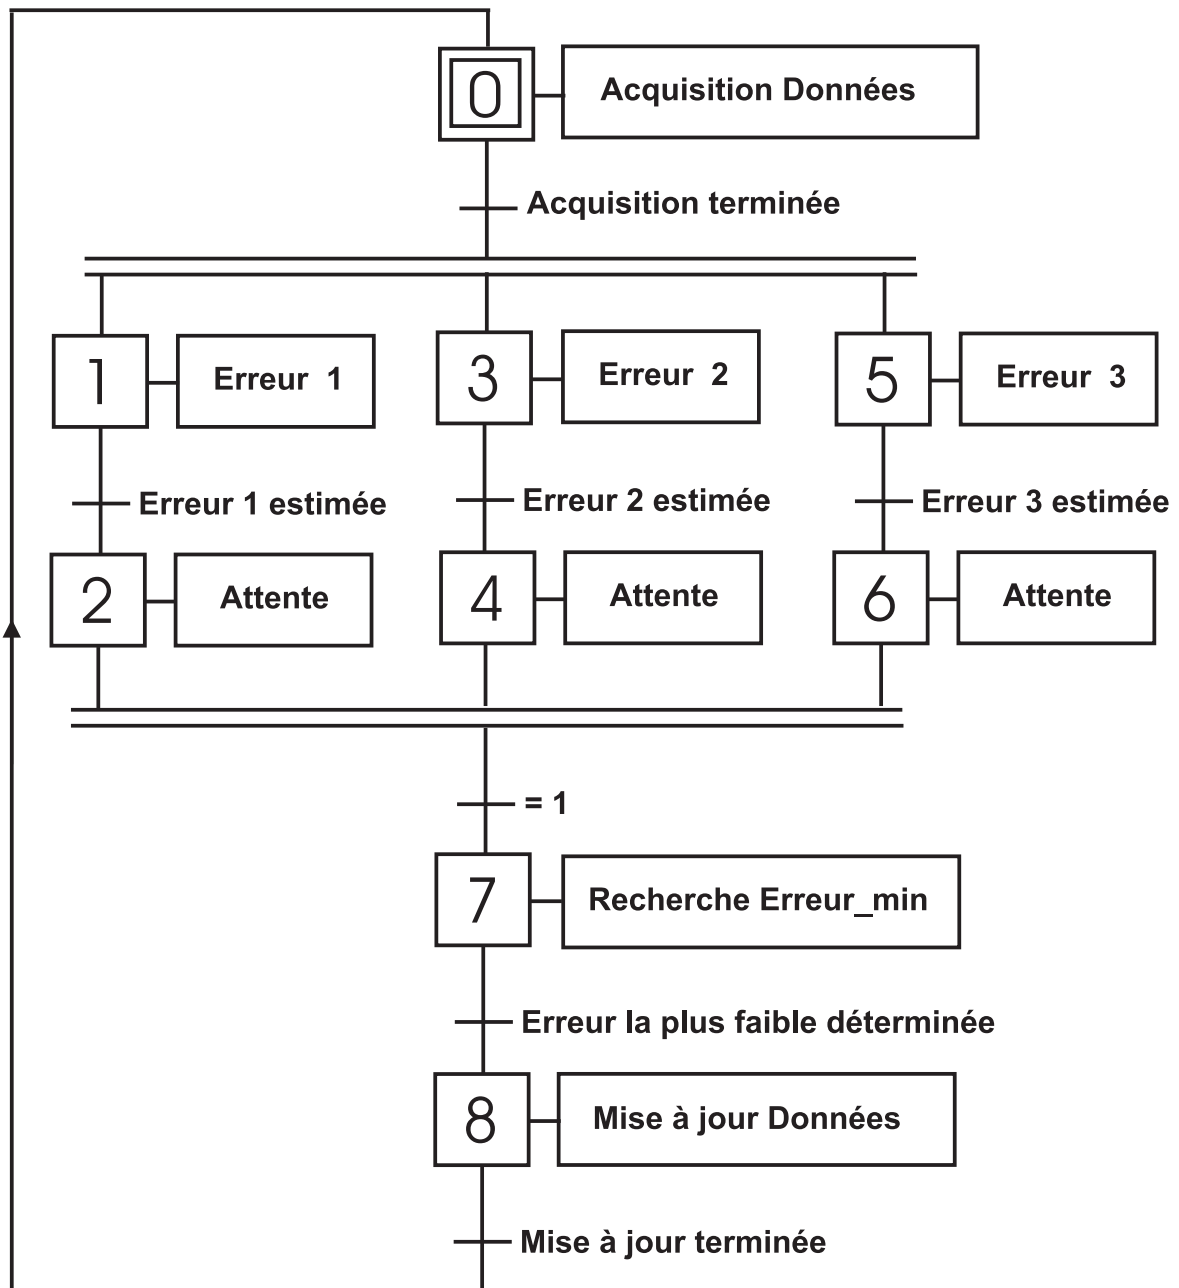 0
Acquisition Données
Acquisition terminée
1
Erreur 1
3
Erreur 2
5
Erreur 3
Erreur 1 estimée
Erreur 2 estimée
Erreur 3 estimée
2
Attente
4
Attente
6
Attente
= 1
7
Recherche Erreur_min
Erreur la plus faible déterminée
8
Mise à jour Données
Mise à jour terminée